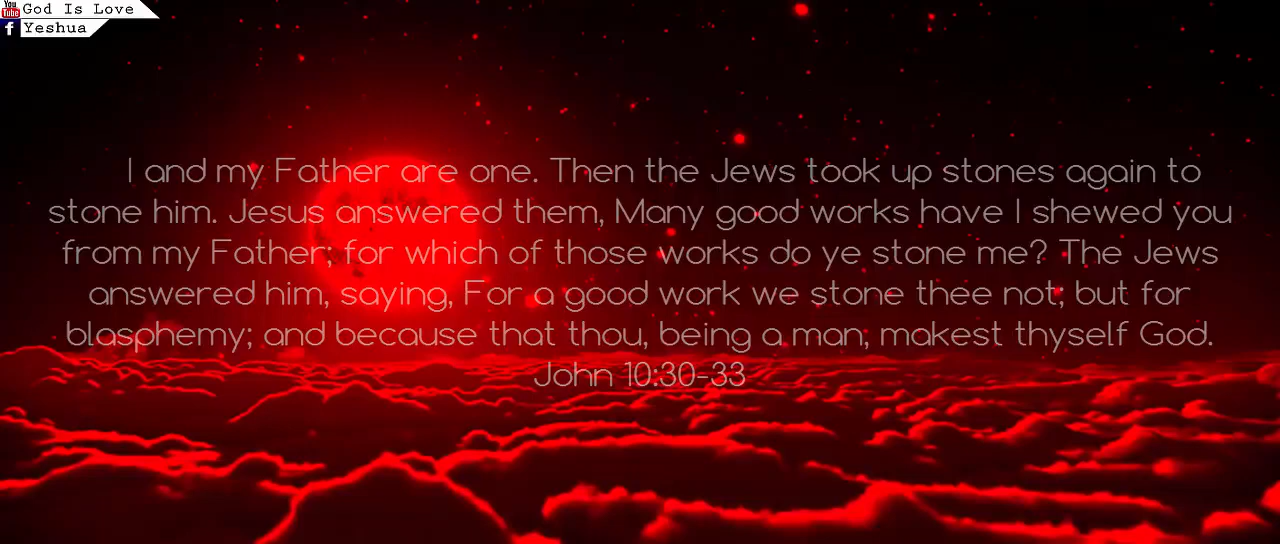 You
Tube
God Is Love
f
Yeshua
I and my Father are one. Then the Jews took up stones again to
stone him. Jesus answered them, Many good works have I shewed you
from my Father; for which of those works do ye stone me? The Jews
answered him, saying, For a good work we stone thee not; but for
blasphemy; and because that thou, being a man, makest thyself God.
John 10:30-33